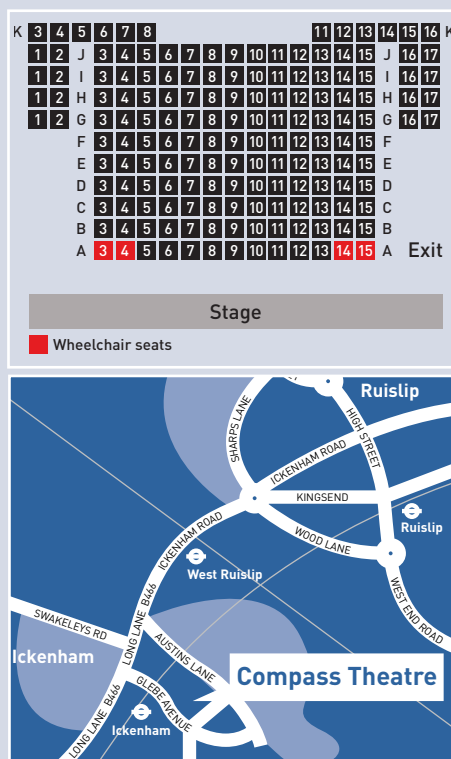 K 3 4 5 6 7 8 11 12 13 14 15 16 K
1 2 J 3 4 5 6 7 8 9 10 11 12 13 14 15 J 16 17
1 2 I 3 4 5 6 7 8 9 10 11 12 13 14 15 I 16 17
1 2 H 3 4 5 6 7 8 9 10 11 12 13 14 15 H 16 17
1 2 G 3 4 5 6 7 8 9 10 11 12 13 14 15 G 16 17
F 3 4 5 6 7 8 9 10 11 12 13 14 15 F
E 3 4 5 6 7 8 9 10 11 12 13 14 15 E
D 3 4 5 6 7 8 9 10 11 12 13 14 15 D
C 3 4 5 6 7 8 9 10 11 12 13 14 15 C
B 3 4 5 6 7 8 9 10 11 12 13 14 15 B
A 3 4 5 6 7 8 9 10 11 12 13 14 15 A Exit
Stage
Wheelchair seats
Ruislip
SHARPS LANE
HIGH STREET
ICKENHAM ROAD
KINGSEND
Ruislip
WOOD LANE
ICKENHAM ROAD
West Ruislip
WEST END ROAD
SWAKELEYS RD
LONG LANE B466
AUSTINS LANE
Ickenham
Compass Theatre
GLEBE AVENUE
LONG LANE B466
Ickenham